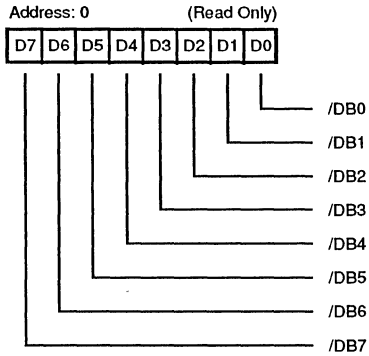 Address: 0 (Read Only)
D7 D6 D5 D4 D3 D2 D1 D0
/DB0
/DB1
/DB2
/DB3
/DB4
/DB5
/DB6
/DB7